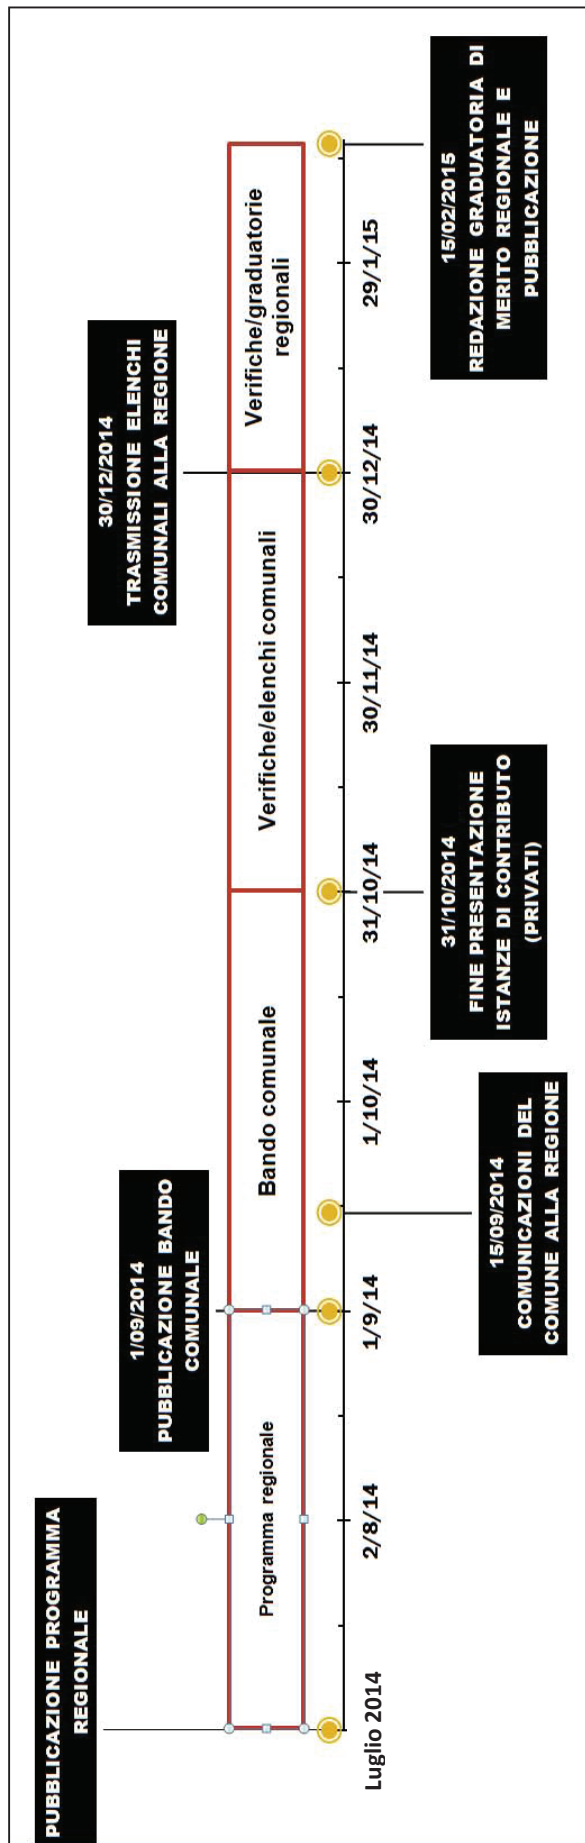 PUBBLICAZIONE PROGRAMMA
REGIONALE
1/09/2014
PUBBLICAZIONE BANDO
COMUNALE
30/12/2014
TRASMISSIONE ELENCHI
COMUNALI ALLA REGIONE
Programma regionale
Bando comunale
Verifiche/elenchi comunali
Verifiche/graduatorie
regionali
Luglio 2014
2/8/14
1/9/14
1/10/14
31/10/14
30/11/14
30/12/14
29/1/15
15/09/2014
COMUNICAZIONI DEL
COMUNE ALLA REGIONE
31/10/2014
FINE PRESENTAZIONE
ISTANZE DI CONTRIBUTO
(PRIVATI)
15/02/2015
REDAZIONE GRADUATORIA DI
MERITO REGIONALE E
PUBBLICAZIONE